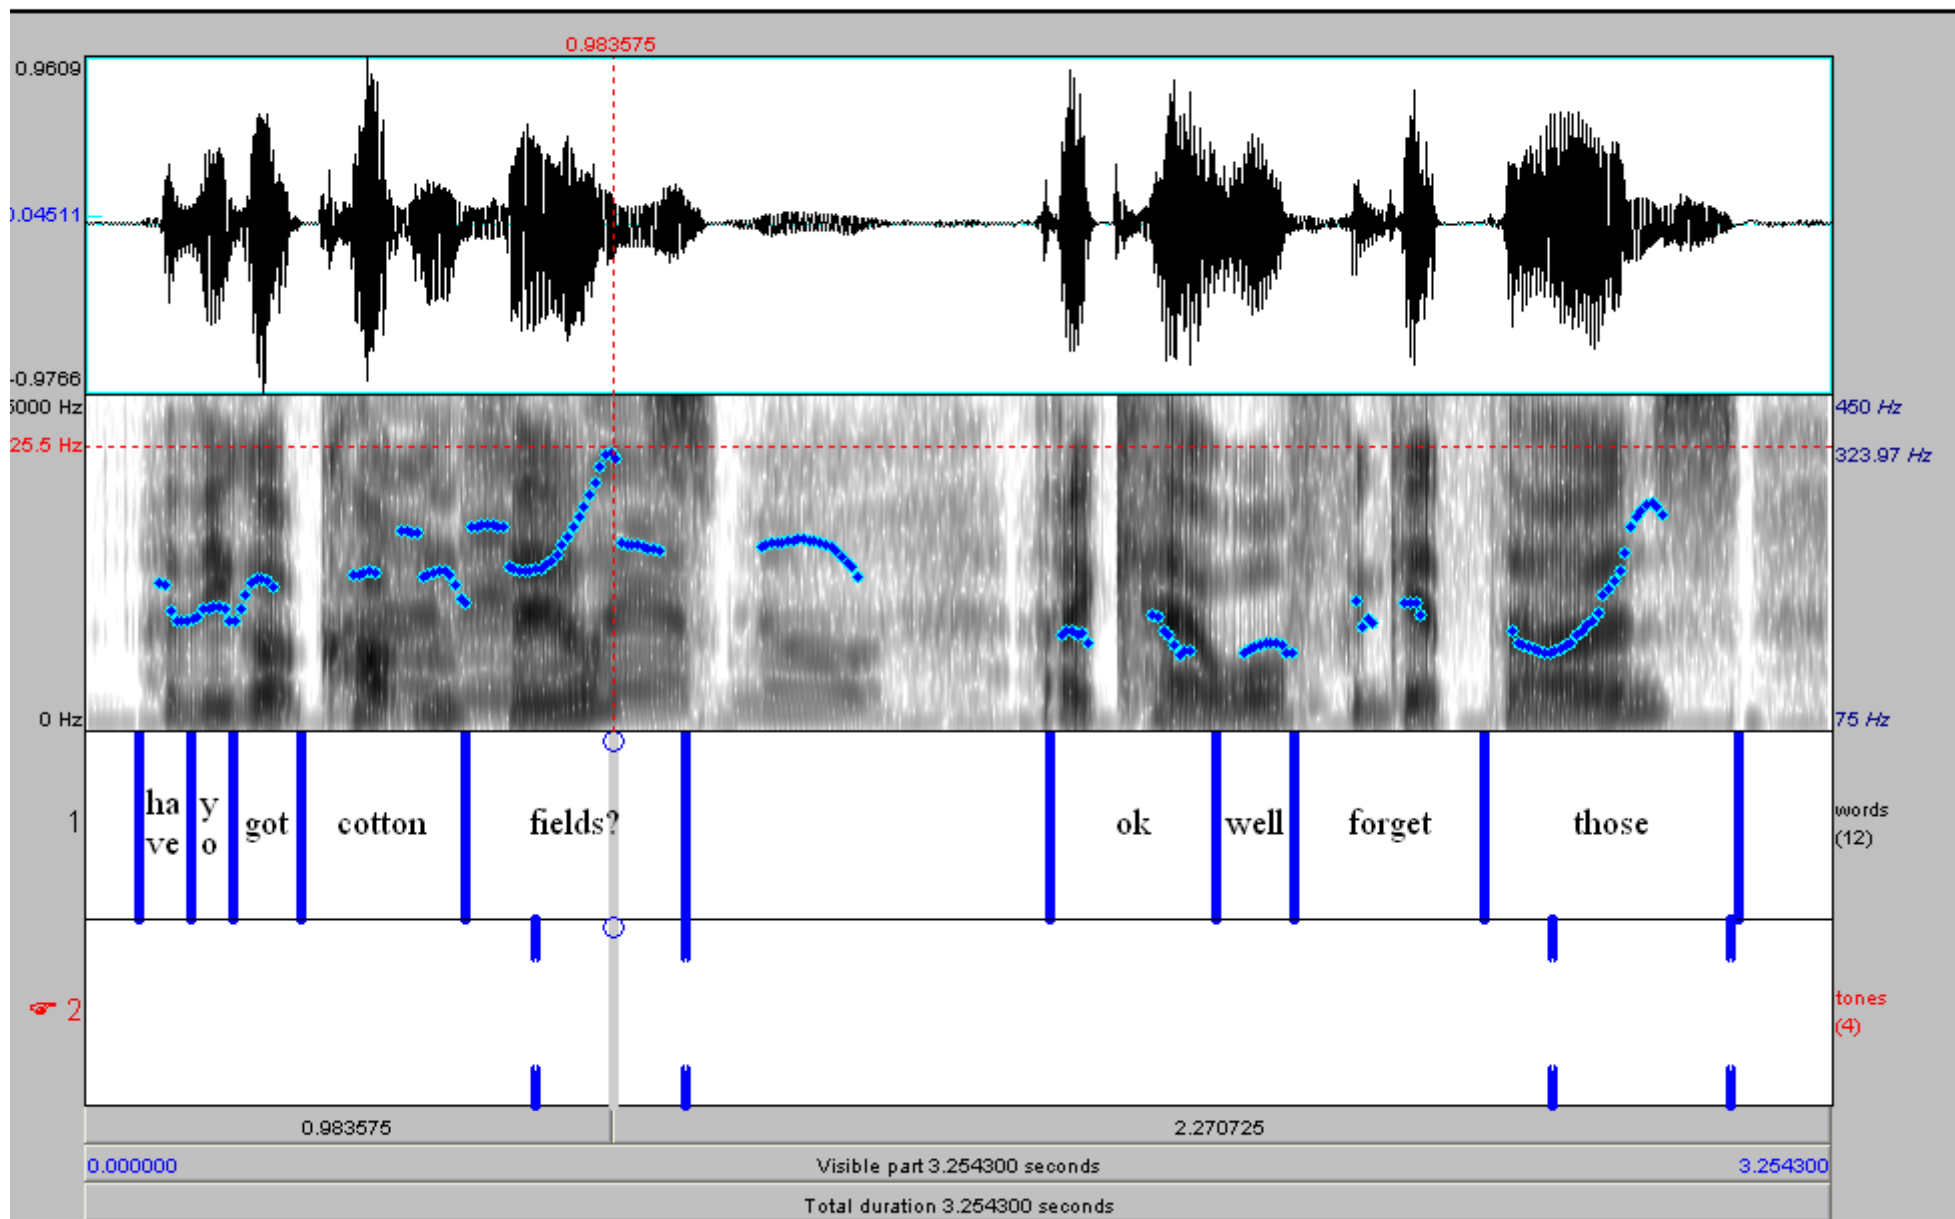 0.983575
0.9609
0.04511
-0.9766
5000 Hz
450 Hz
25.5 Hz
323.97 Hz
0 Hz
75 Hz
1
ha
ve
y
o
got
cotton
fields?
ok
well
forget
those
words
(12)
2
tones
(4)
0.983575
2.270725
0.000000
Visible part 3.254300 seconds
3.254300
Total duration 3.254300 seconds